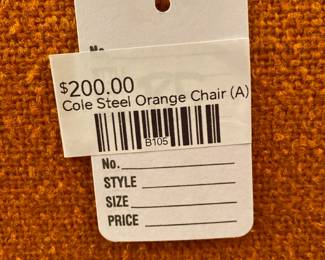 No.
$200.00
Cole Steel Orange Chair (A)
B105
No.
STYLE
SIZE
PRICE